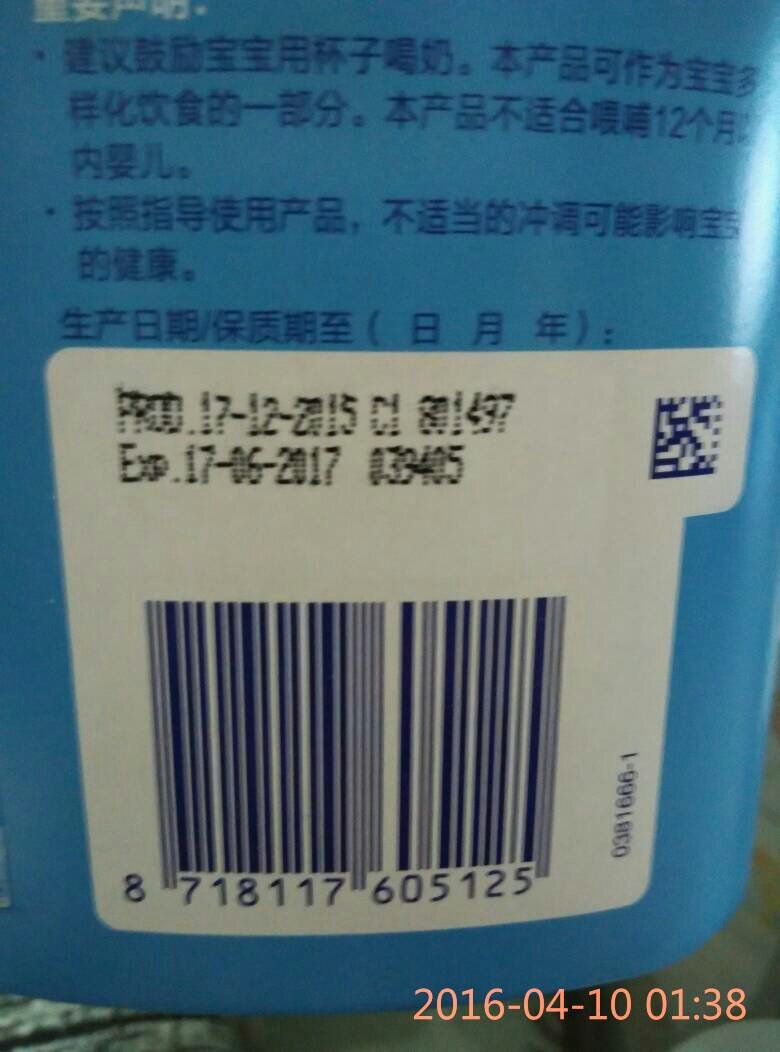 重要声明：
· 建议鼓励宝宝用杯子喝奶。本产品可作为宝宝多
样化饮食的一部分。本产品不适合喂哺12个月以
内婴儿。
· 按照指导使用产品，不适当的冲调可能影响宝宝
的健康。
生产日期/保质期至（ 日 月 年）：
PROD.17-12-2015 C1 801497
Exp.17-06-2017 039405
8 718117 605125
0381666-1
2016-04-10 01:38